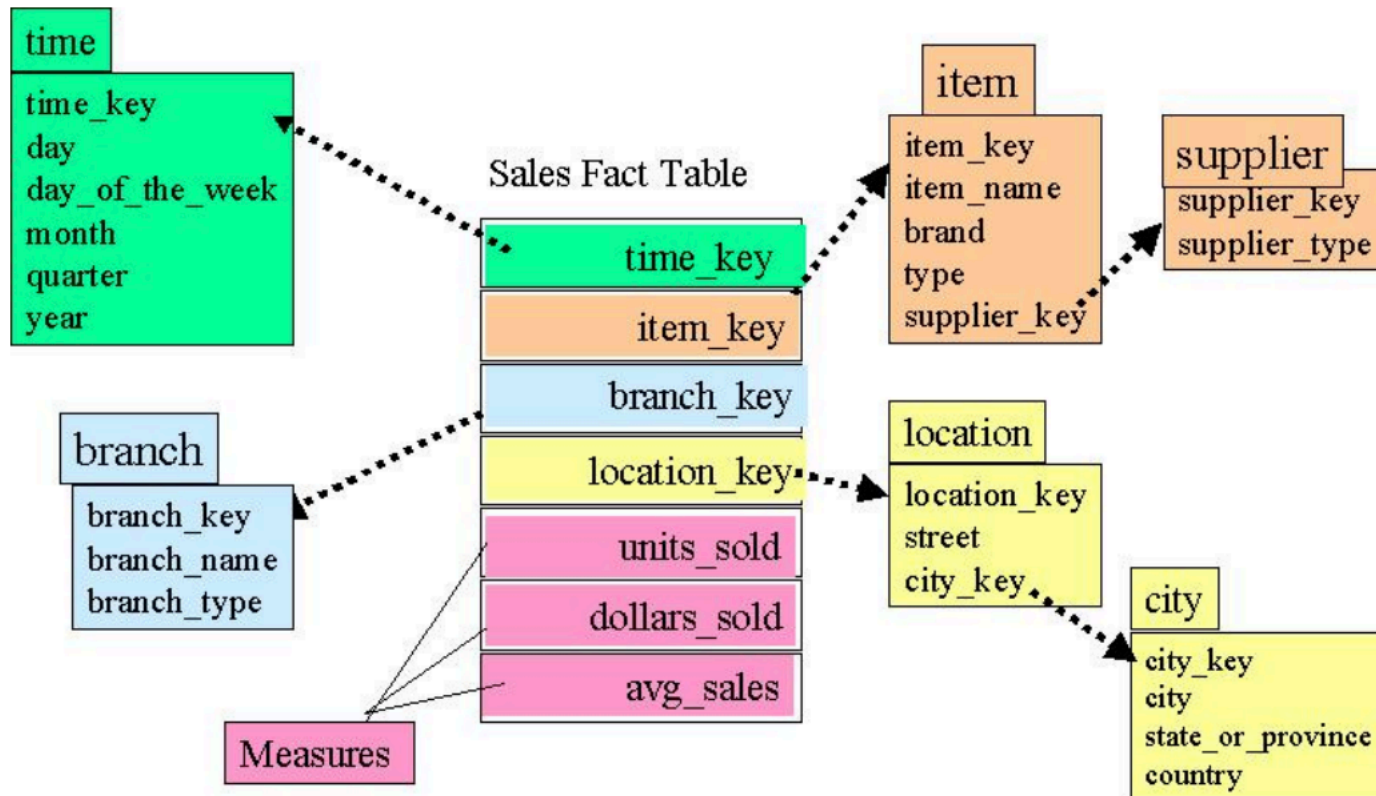 time
time_key
day
day_of_the_week
month
quarter
year
Sales Fact Table
time_key
item_key
branch_key
location_key
units_sold
dollars_sold
avg_sales
Measures
branch
branch_key
branch_name
branch_type
item
item_key
item_name
brand
type
supplier_key
supplier
supplier_key
supplier_type
location
location_key
street
city_key
city
city_key
city
state_or_province
country